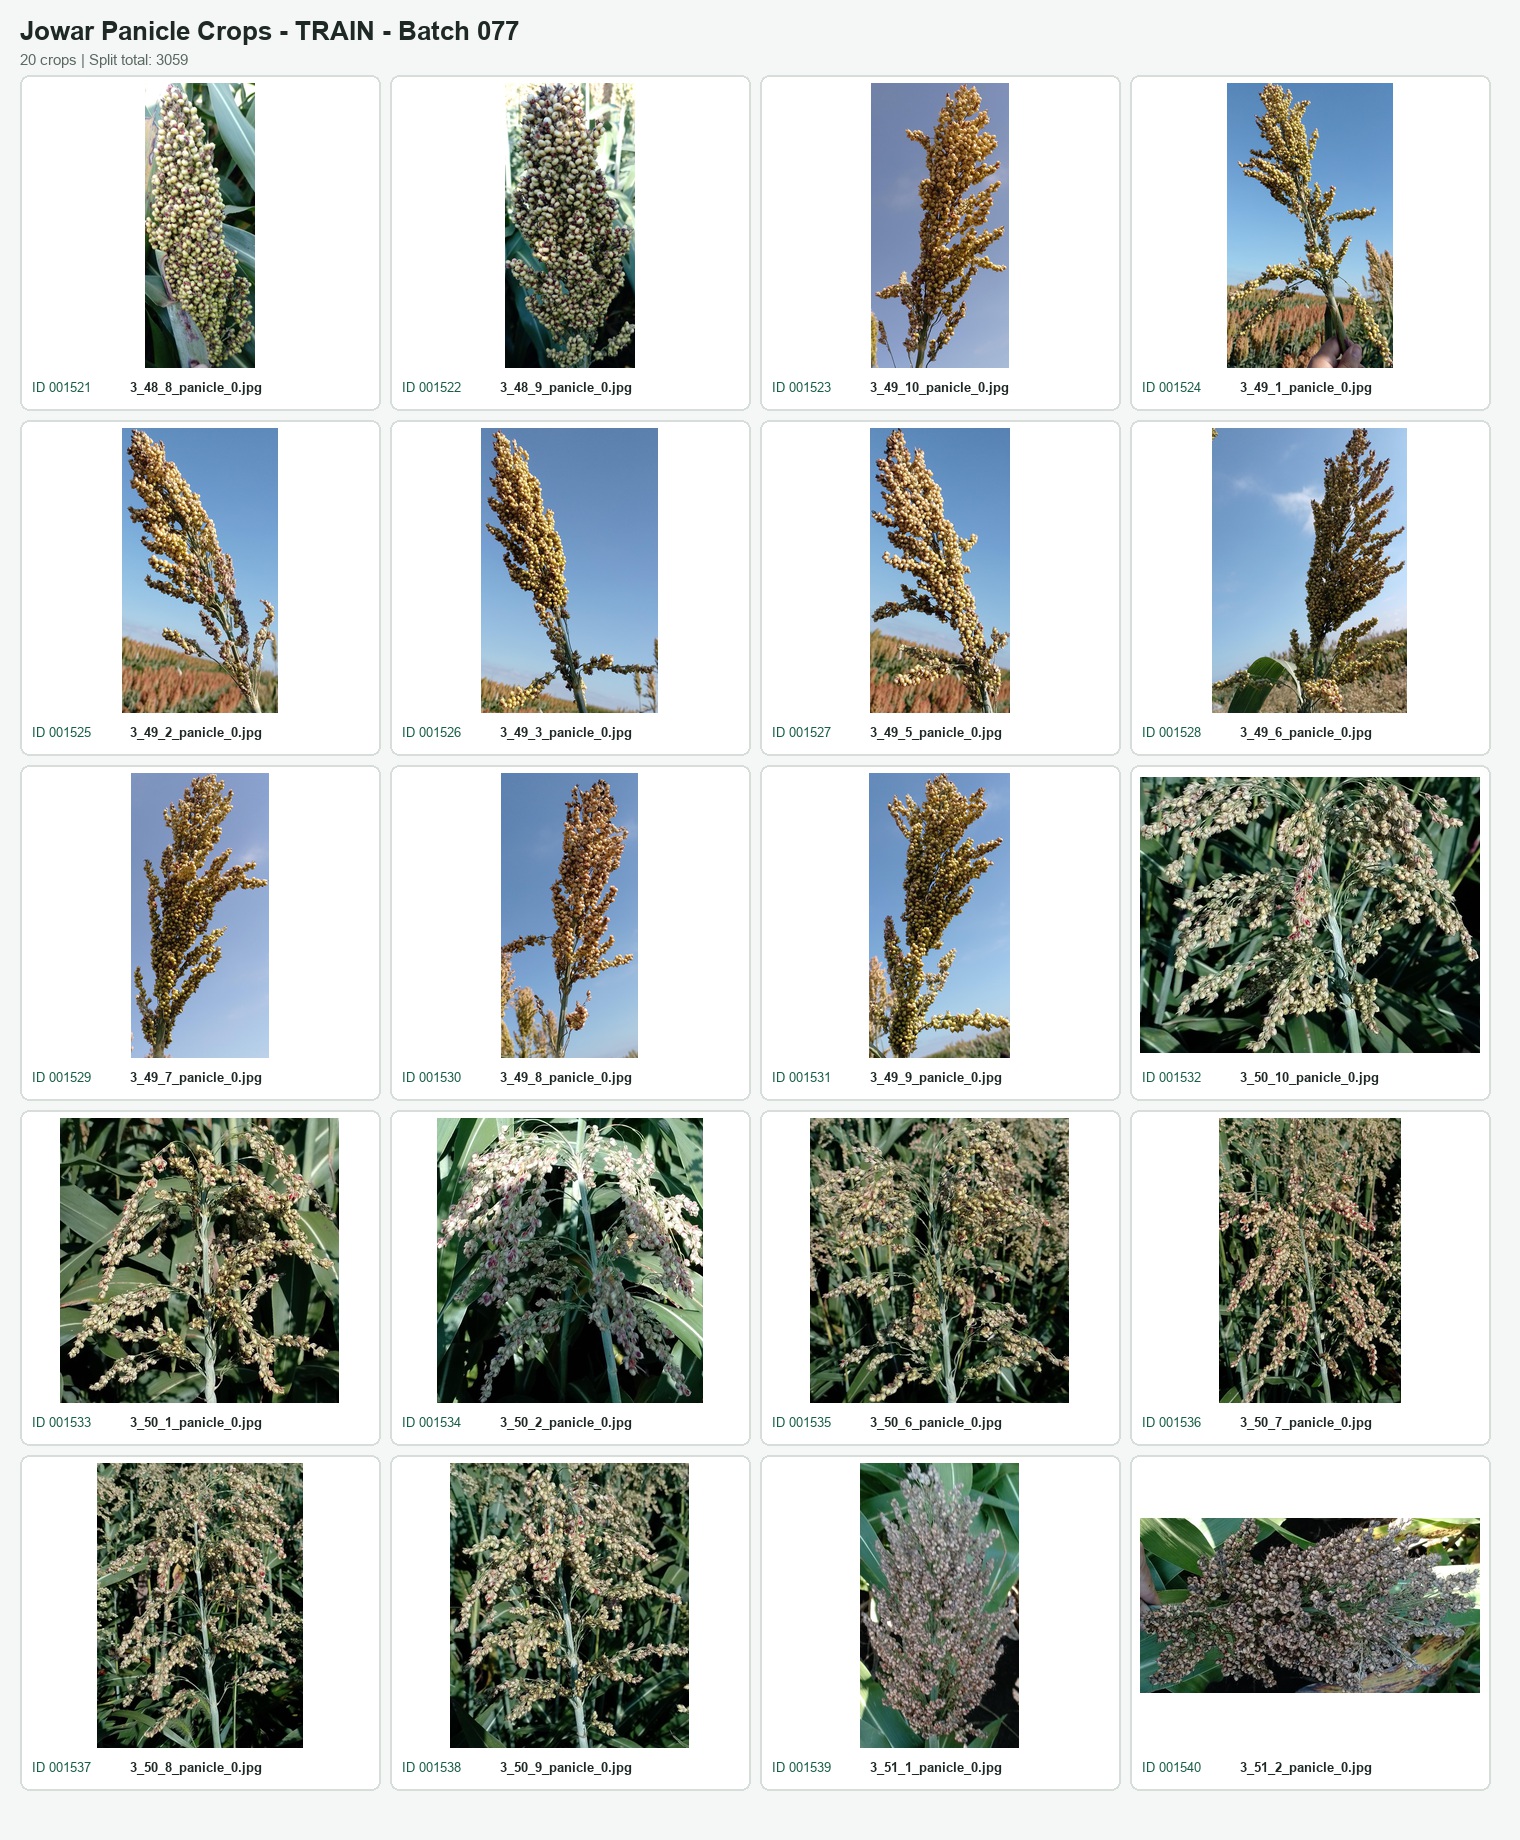 Jowar Panicle Crops - TRAIN - Batch 077
20 crops | Split total: 3059
ID 001521 3_48_8_panicle_0.jpg
ID 001522 3_48_9_panicle_0.jpg
ID 001523 3_49_10_panicle_0.jpg
ID 001524 3_49_1_panicle_0.jpg
ID 001525 3_49_2_panicle_0.jpg
ID 001526 3_49_3_panicle_0.jpg
ID 001527 3_49_5_panicle_0.jpg
ID 001528 3_49_6_panicle_0.jpg
ID 001529 3_49_7_panicle_0.jpg
ID 001530 3_49_8_panicle_0.jpg
ID 001531 3_49_9_panicle_0.jpg
ID 001532 3_50_10_panicle_0.jpg
ID 001533 3_50_1_panicle_0.jpg
ID 001534 3_50_2_panicle_0.jpg
ID 001535 3_50_6_panicle_0.jpg
ID 001536 3_50_7_panicle_0.jpg
ID 001537 3_50_8_panicle_0.jpg
ID 001538 3_50_9_panicle_0.jpg
ID 001539 3_51_1_panicle_0.jpg
ID 001540 3_51_2_panicle_0.jpg